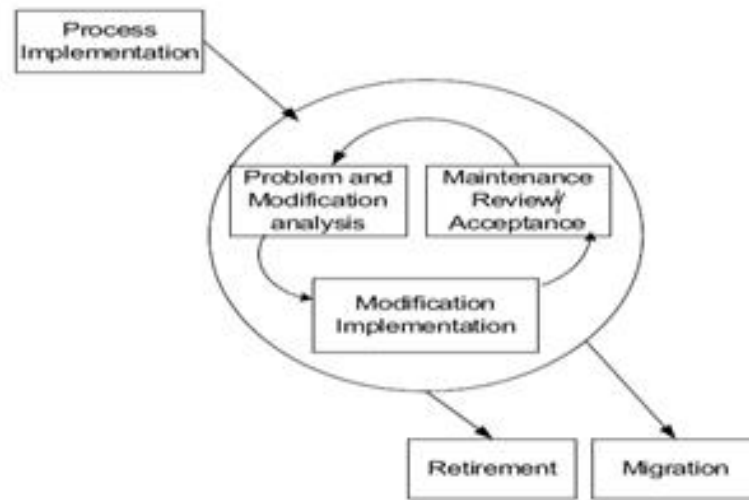 Process
Implementation
Problem and
Modification
analysis
Maintenance
Review/
Acceptance
Modification
Implementation
Retirement
Migration